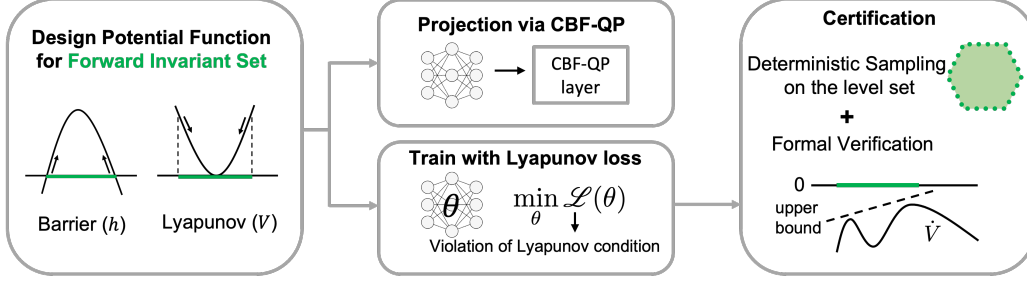 Design Potential Function
for Forward Invariant Set
Barrier (h)
Lyapunov (V)
Projection via CBF-QP
CBF-QP
layer
Train with Lyapunov loss
θ
min ℒ(θ)
θ
Violation of Lyapunov condition
Certification
Deterministic Sampling
on the level set
+
Formal Verification
0
upper
bound
V̇